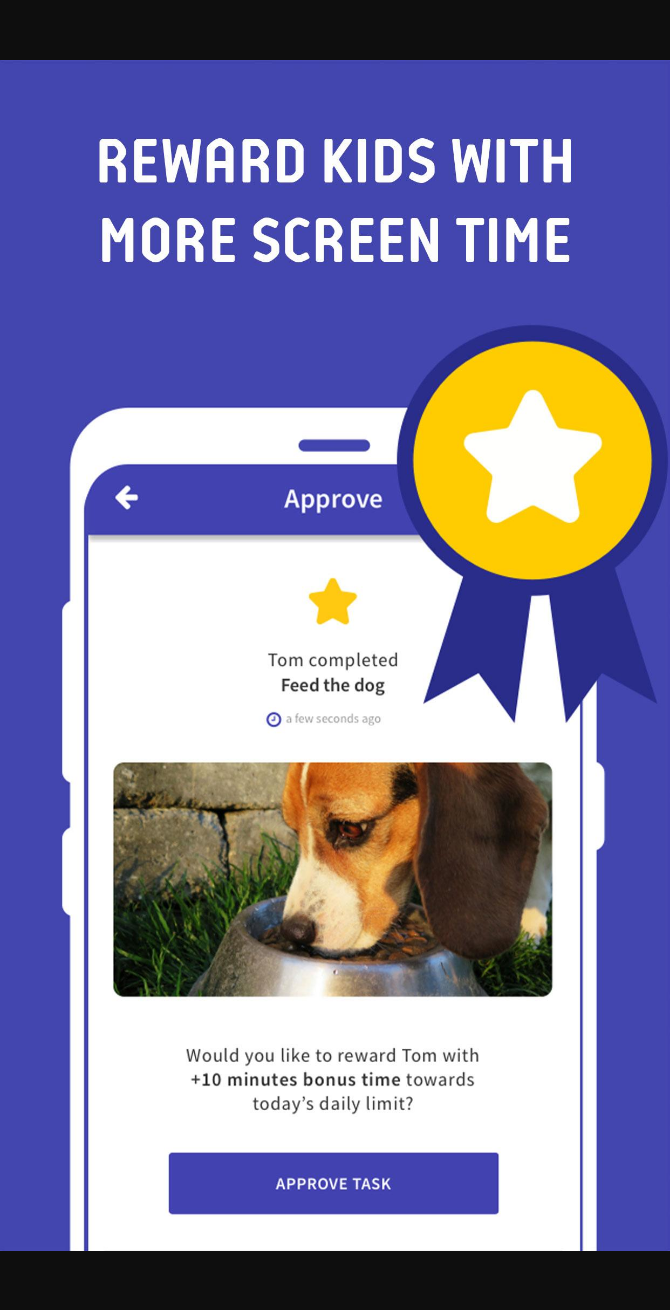 REWARD KIDS WITH
MORE SCREEN TIME
Approve
Tom completed
Feed the dog
a few seconds ago
Would you like to reward Tom with
+10 minutes bonus time towards
today’s daily limit?
APPROVE TASK